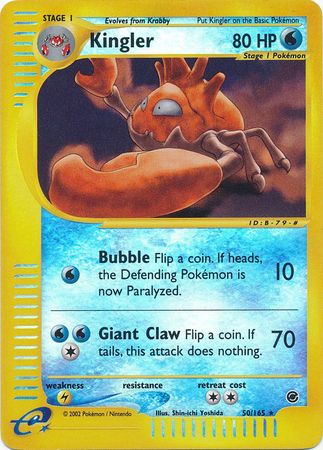 STAGE 1
Evolves from Krabby
Put Kingler on the Basic Pokémon
Kingler
80 HP
Stage 1 Pokémon
ID:B-79-#
Bubble Flip a coin. If heads,
the Defending Pokémon is
now Paralyzed.
10
Giant Claw Flip a coin. If
tails, this attack does nothing.
70
weakness
resistance
retreat cost
e
© 2002 Pokémon / Nintendo
Illus. Shin-ichi Yoshida
50/165 ★